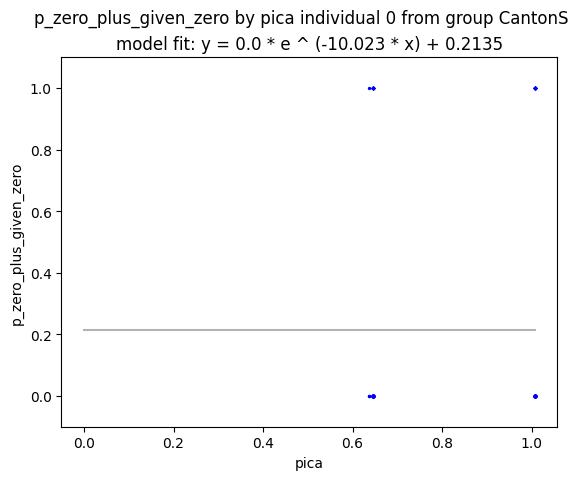 p_zero_plus_given_zero by pica individual 0 from group CantonS
model fit: y = 0.0 * e ^ (-10.023 * x) + 0.2135
1.0
0.8
0.6
0.4
0.2
0.0
p_zero_plus_given_zero
0.0 0.2 0.4 0.6 0.8 1.0
pica